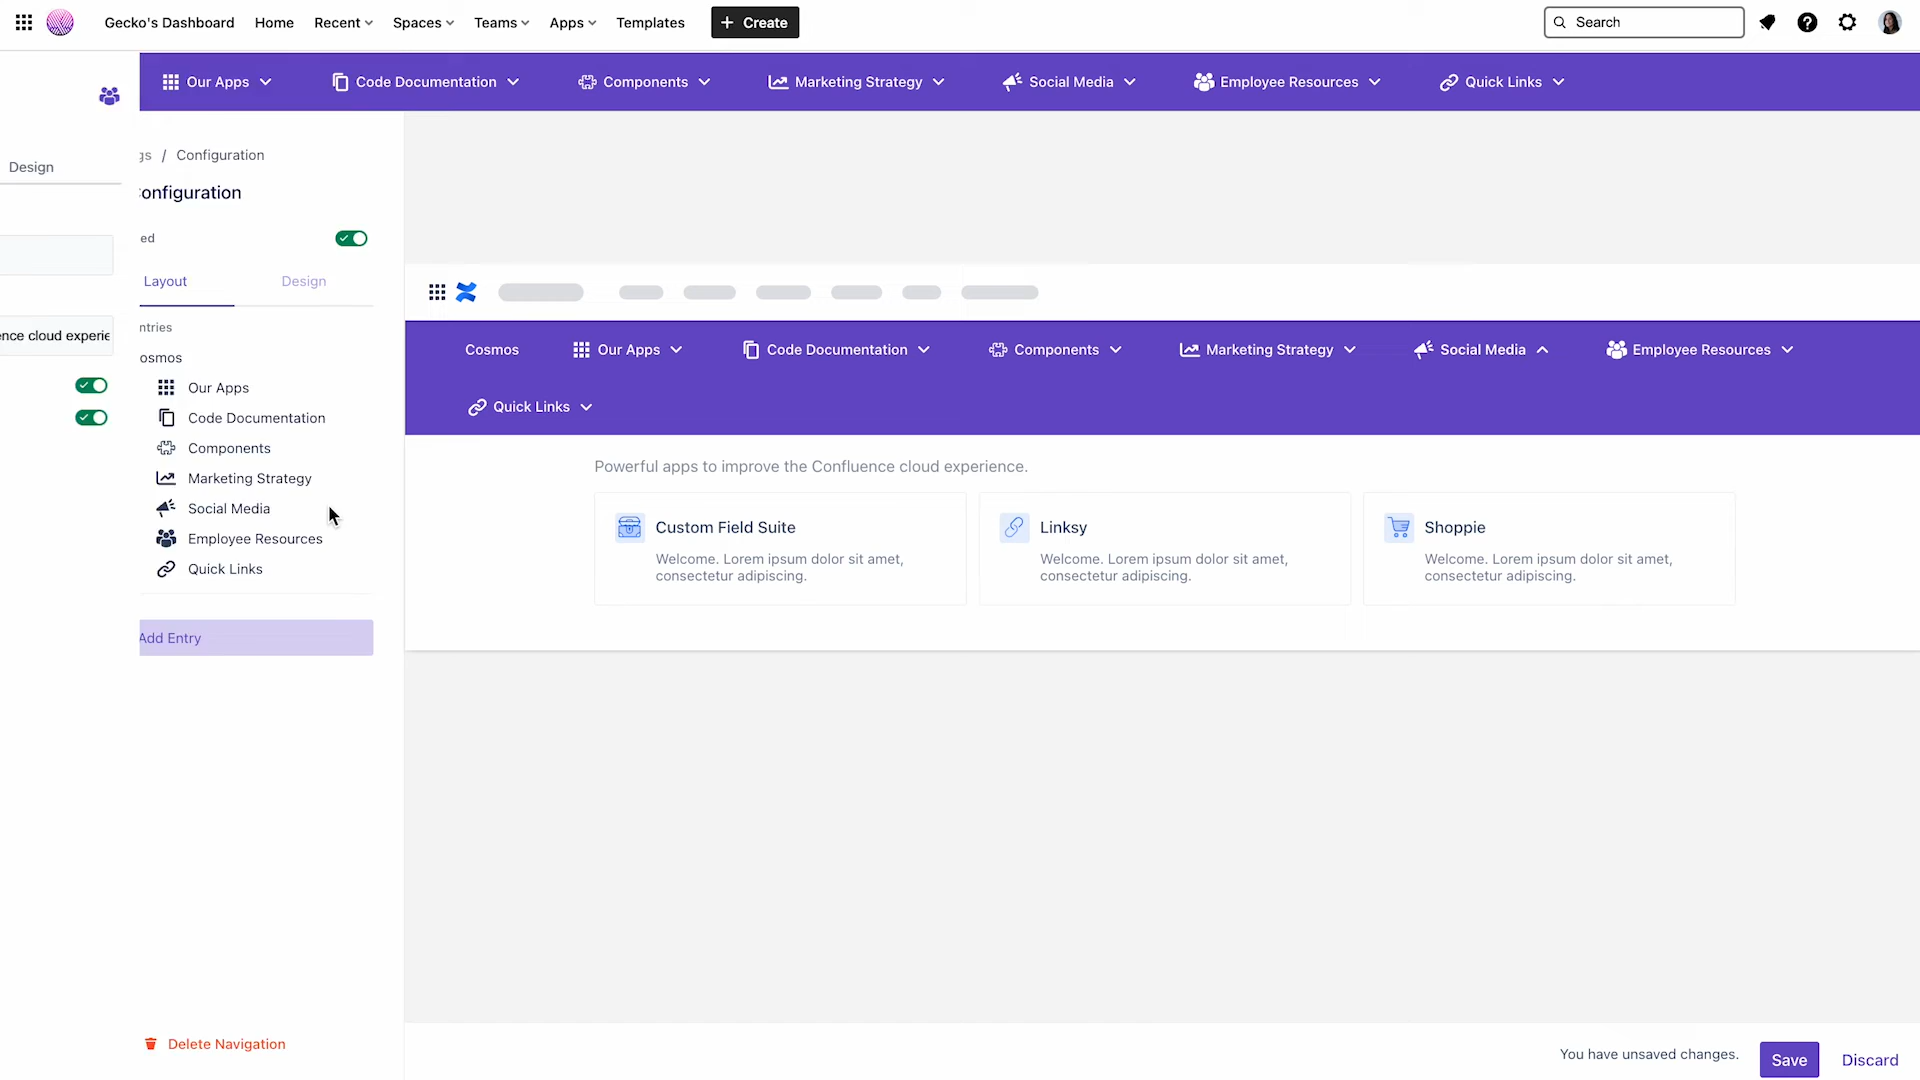 Gecko's Dashboard Home Recent Spaces Teams Apps Templates + Create Search
Our Apps Code Documentation Components Marketing Strategy Social Media Employee Resources Quick Links
gs / Configuration
Design
onfiguration
ed
Layout Design
ntries
ence cloud experie
osmos
Our Apps
Code Documentation
Components
Marketing Strategy
Social Media
Employee Resources
Quick Links
Add Entry
Delete Navigation
Cosmos Our Apps Code Documentation Components Marketing Strategy Social Media Employee Resources
Quick Links
Powerful apps to improve the Confluence cloud experience.
Custom Field Suite
Welcome. Lorem ipsum dolor sit amet,
consectetur adipiscing.
Linksy
Welcome. Lorem ipsum dolor sit amet,
consectetur adipiscing.
Shoppie
Welcome. Lorem ipsum dolor sit amet,
consectetur adipiscing.
You have unsaved changes. Save Discard